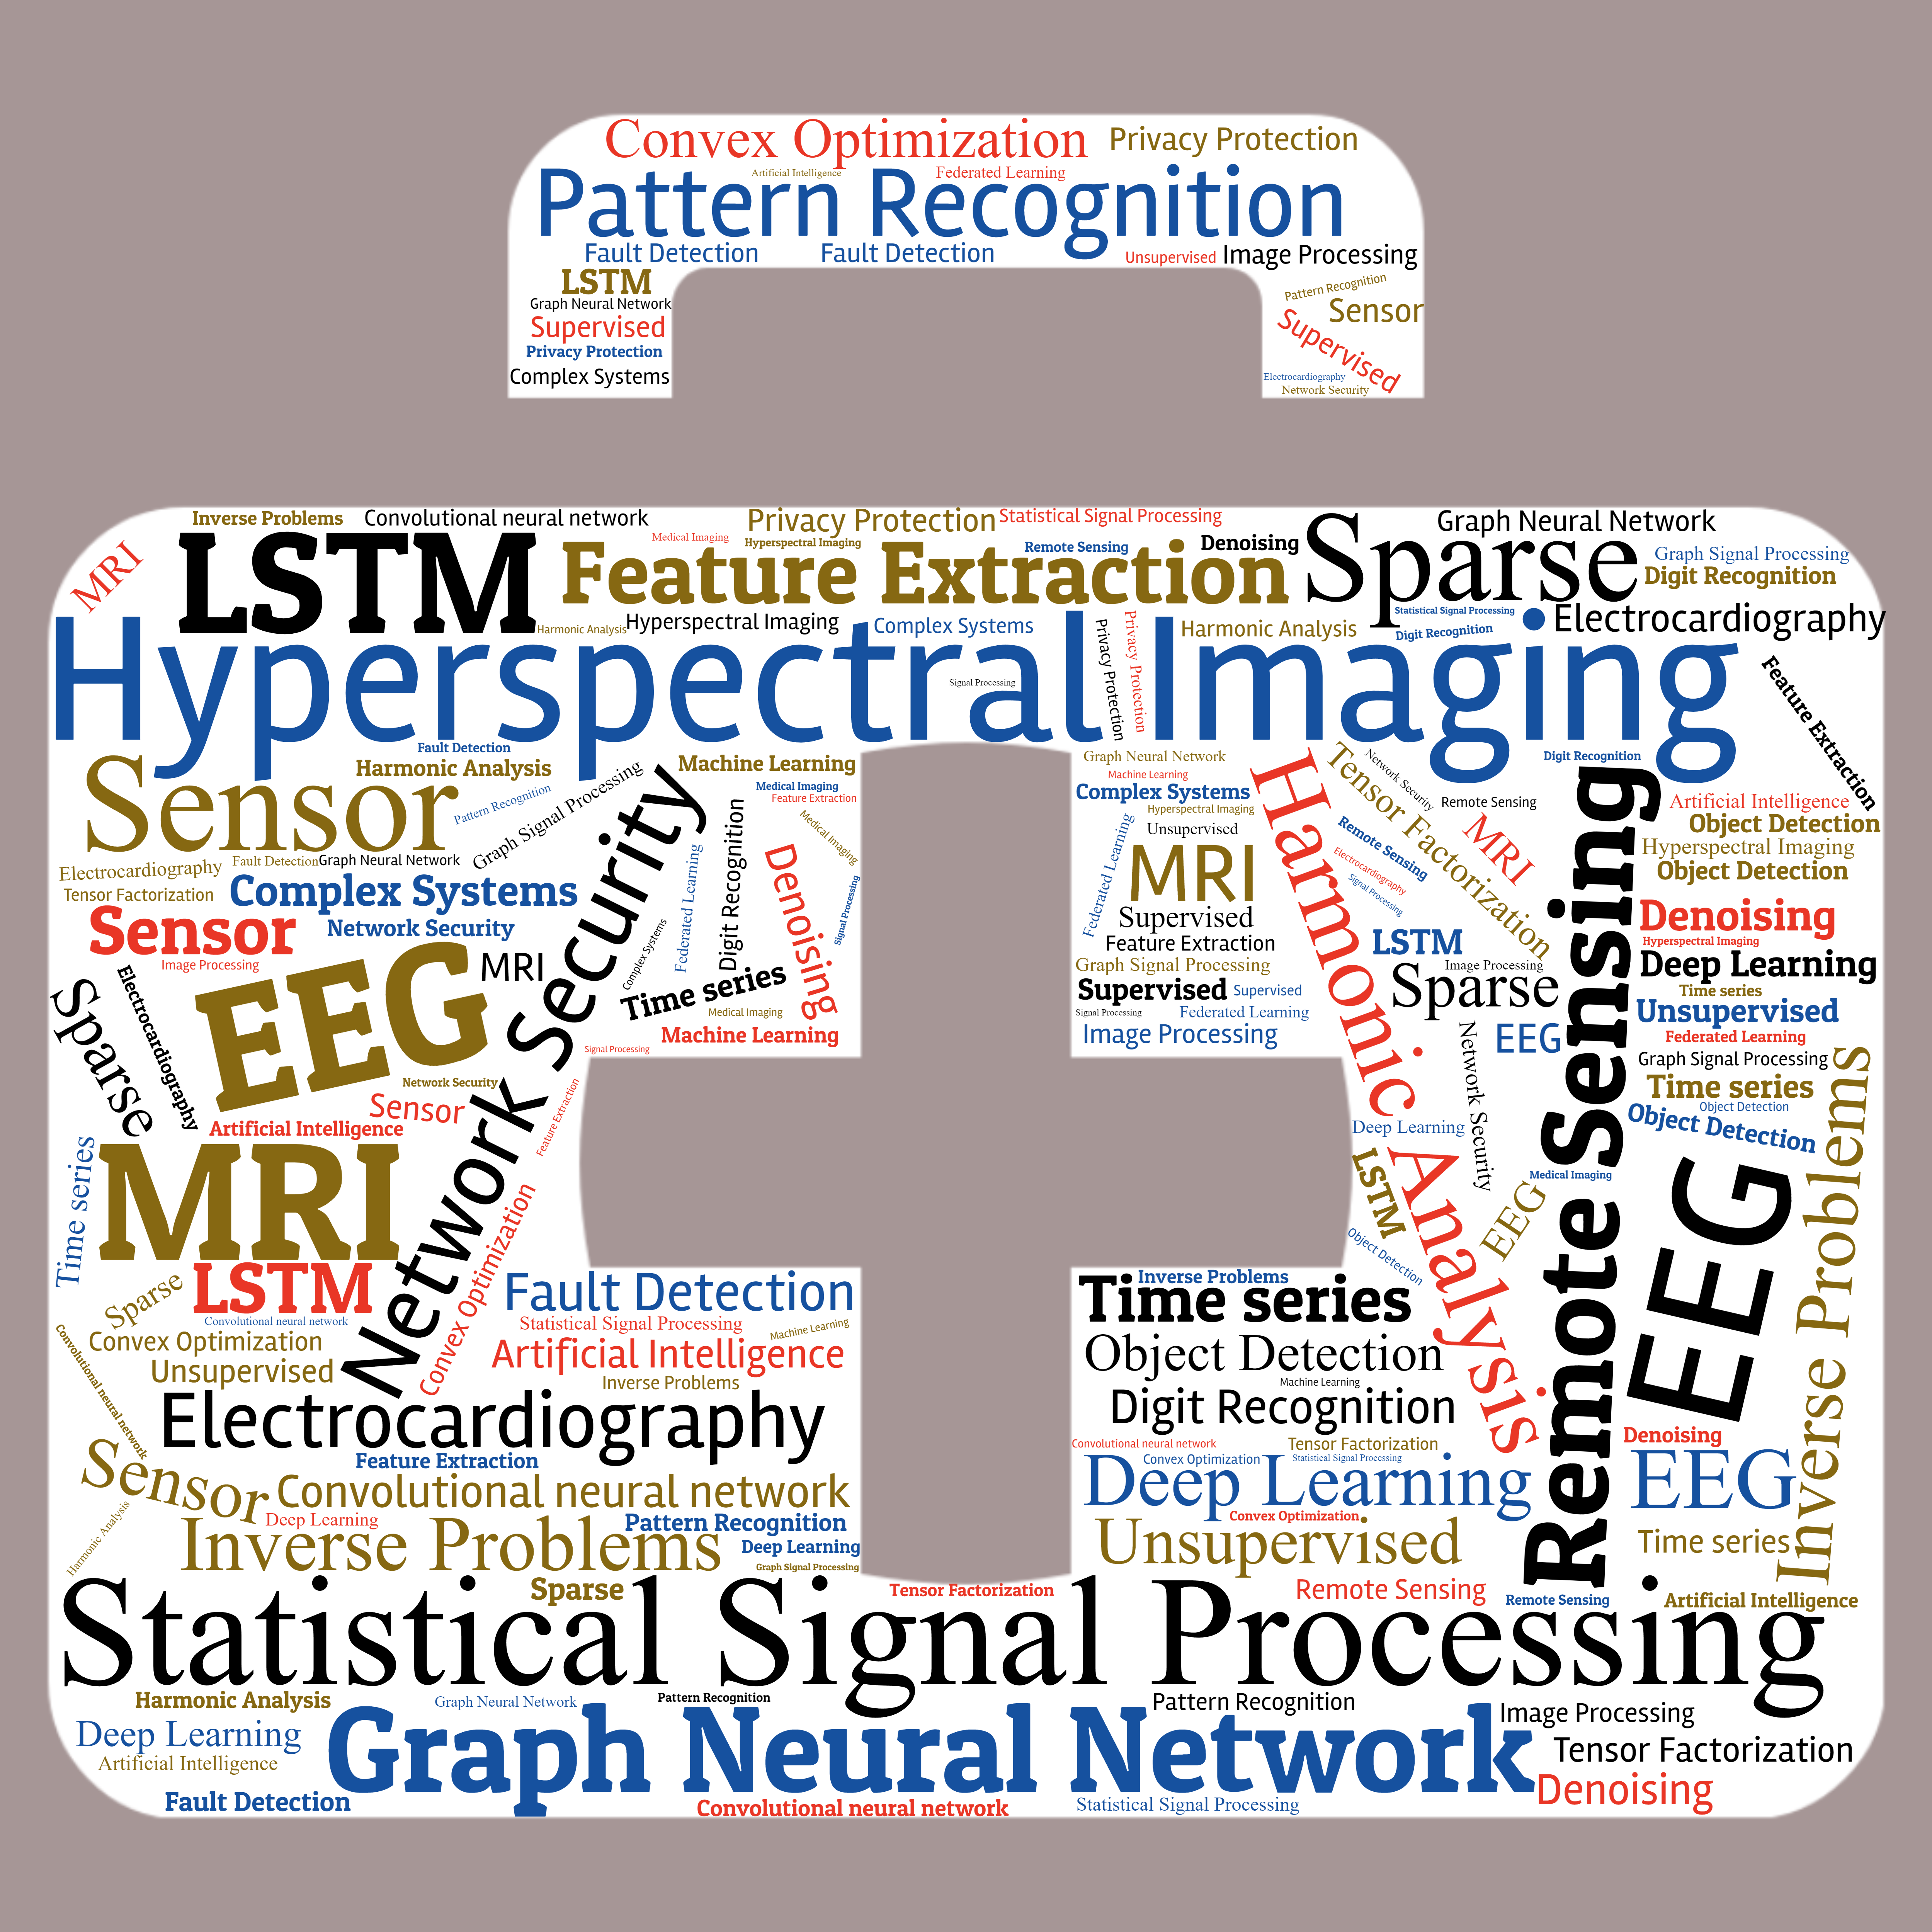 Convex Optimization
Privacy Protection
Artificial Intelligence
Federated Learning
Pattern Recognition
Fault Detection
Fault Detection
Unsupervised
Image Processing
LSTM
Graph Neural Network
Supervised
Privacy Protection
Complex Systems
Pattern Recognition
Sensor
Supervised
Electrocardiography
Network Security
Inverse Problems
Convolutional neural network
Privacy Protection
Statistical Signal Processing
Graph Neural Network
MRI
LSTM
Medical Imaging
Hyperspectral Imaging
Remote Sensing
Denoising
Feature Extraction
Sparse
Graph Signal Processing
Digit Recognition
Harmonic Analysis
Hyperspectral Imaging
Complex Systems
Privacy Protection
Privacy Protection
Harmonic Analysis
Statistical Signal Processing
Digit Recognition
Electrocardiography
Hyperspectral Imaging
Signal Processing
Feature Extraction
Sensor
Fault Detection
Harmonic Analysis
Pattern Recognition
Graph Signal Processing
Machine Learning
Medical Imaging
Feature Extraction
Medical Imaging
Electrocardiography
Fault Detection
Graph Neural Network
Tensor Factorization
Complex Systems
Sensor
Network Security
Image Processing
Network Security
Federated Learning
Digit Recognition
Denoising
Signal Processing
Complex Systems
EEG
MRI
Time series
Medical Imaging
Machine Learning
Signal Processing
Sparse
Electrocardiography
Network Security
Sensor
Artificial Intelligence
Feature Extraction
Time series
MRI
Convex Optimization
Sparse
LSTM
Convolutional neural network
Convex Optimization
Unsupervised
Convolutional neural network
Fault Detection
Statistical Signal Processing
Machine Learning
Artificial Intelligence
Inverse Problems
Electrocardiography
Feature Extraction
Sensor
Convolutional neural network
Harmonic Analysis
Deep Learning
Pattern Recognition
Inverse Problems
Deep Learning
Graph Signal Processing
Graph Neural Network
Machine Learning
Complex Systems
Hyperspectral Imaging
Unsupervised
Federated Learning
MRI
Supervised
Feature Extraction
Graph Signal Processing
Supervised
Supervised
Signal Processing
Federated Learning
Image Processing
Harmonic Analysis
Tensor Factorization
Network Security
Remote Sensing
MRI
Remote Sensing
Electrocardiography
Signal Processing
LSTM
Image Processing
Sparse
EEG
Network Security
Deep Learning
LSTM
Object Detection
EEG
Medical Imaging
Digit Recognition
Remote Sensing
Artificial Intelligence
Object Detection
Hyperspectral Imaging
Object Detection
Denoising
Hyperspectral Imaging
Deep Learning
Time series
Unsupervised
Federated Learning
Graph Signal Processing
Time series
Object Detection
Object Detection
Inverse Problems
EEG
Inverse Problems
Time series
Object Detection
Machine Learning
Digit Recognition
Convolutional neural network
Tensor Factorization
Convex Optimization
Statistical Signal Processing
Deep Learning
Convex Optimization
Unsupervised
Denoising
EEG
Time series
Sparse
Tensor Factorization
Remote Sensing
Remote Sensing
Artificial Intelligence
Statistical Signal Processing
Harmonic Analysis
Graph Neural Network
Pattern Recognition
Pattern Recognition
Image Processing
Deep Learning
Graph Neural Network
Tensor Factorization
Artificial Intelligence
Denoising
Fault Detection
Convolutional neural network
Statistical Signal Processing